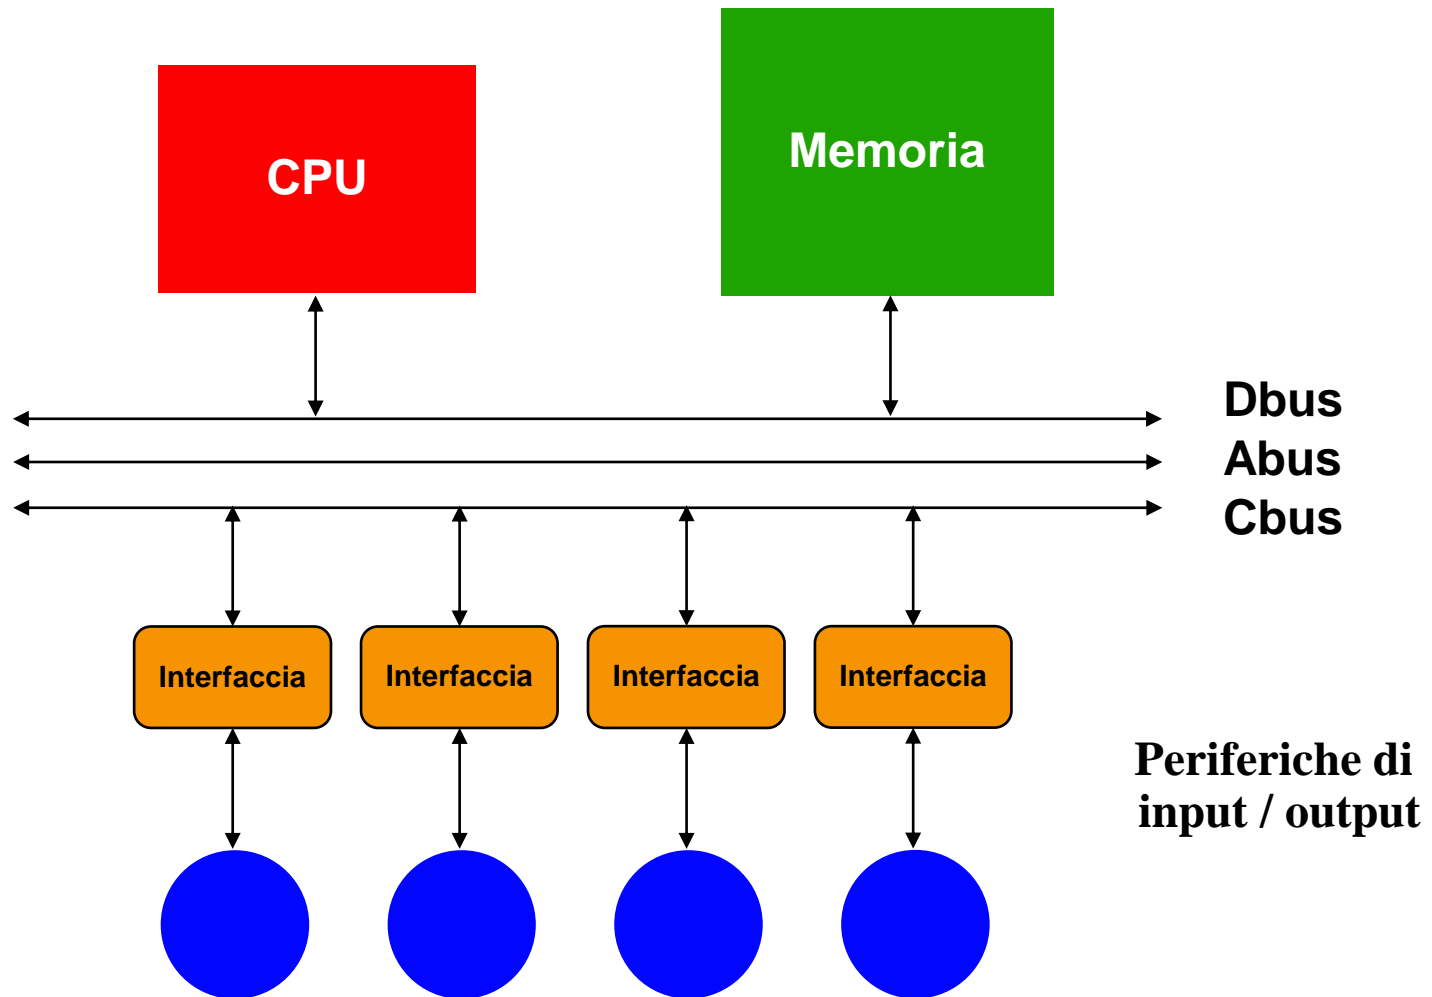 CPU
Memoria
Dbus
Abus
Cbus
Interfaccia
Interfaccia
Interfaccia
Interfaccia
Periferiche di
input / output